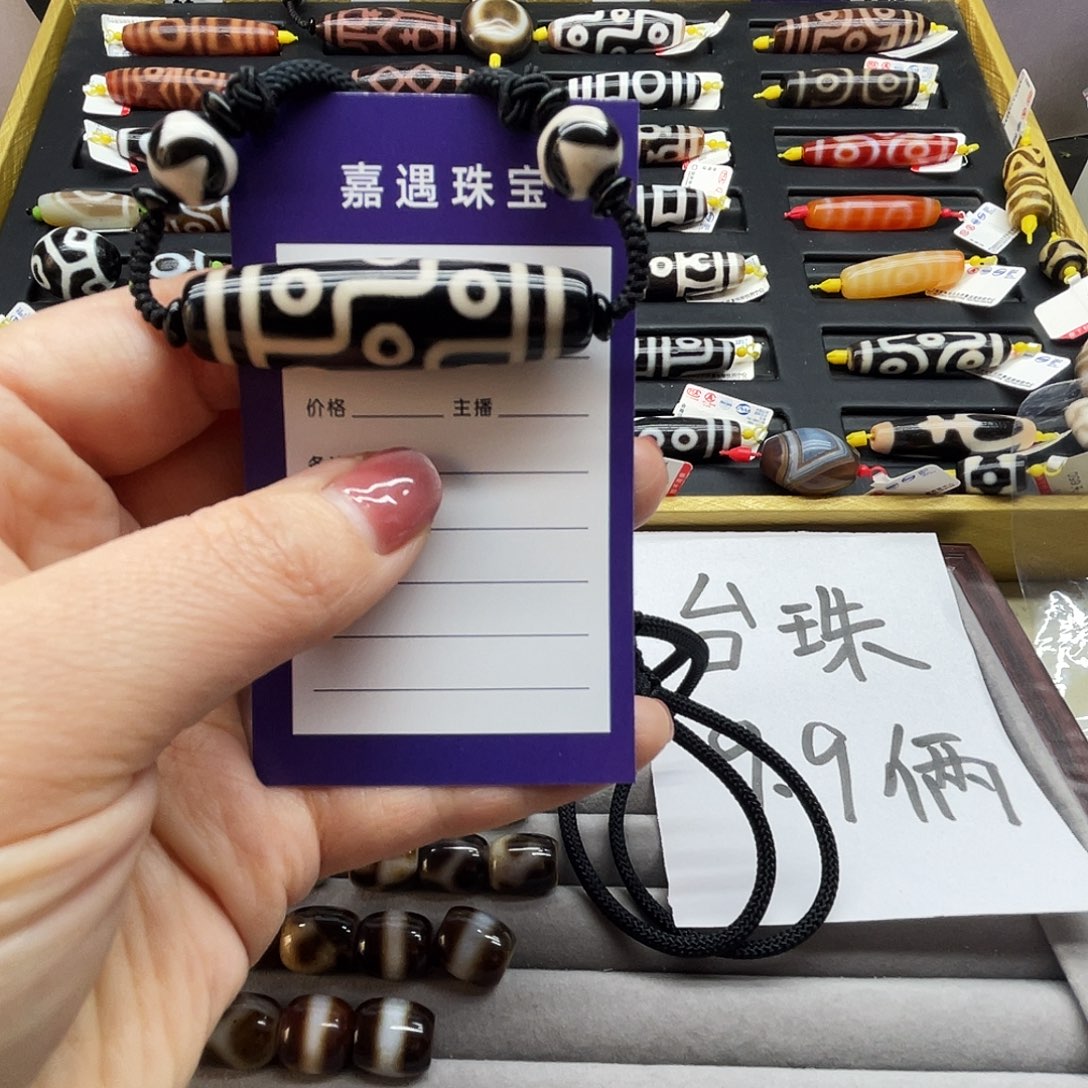 嘉遇珠宝
价格 主播
台珠
9.9俩